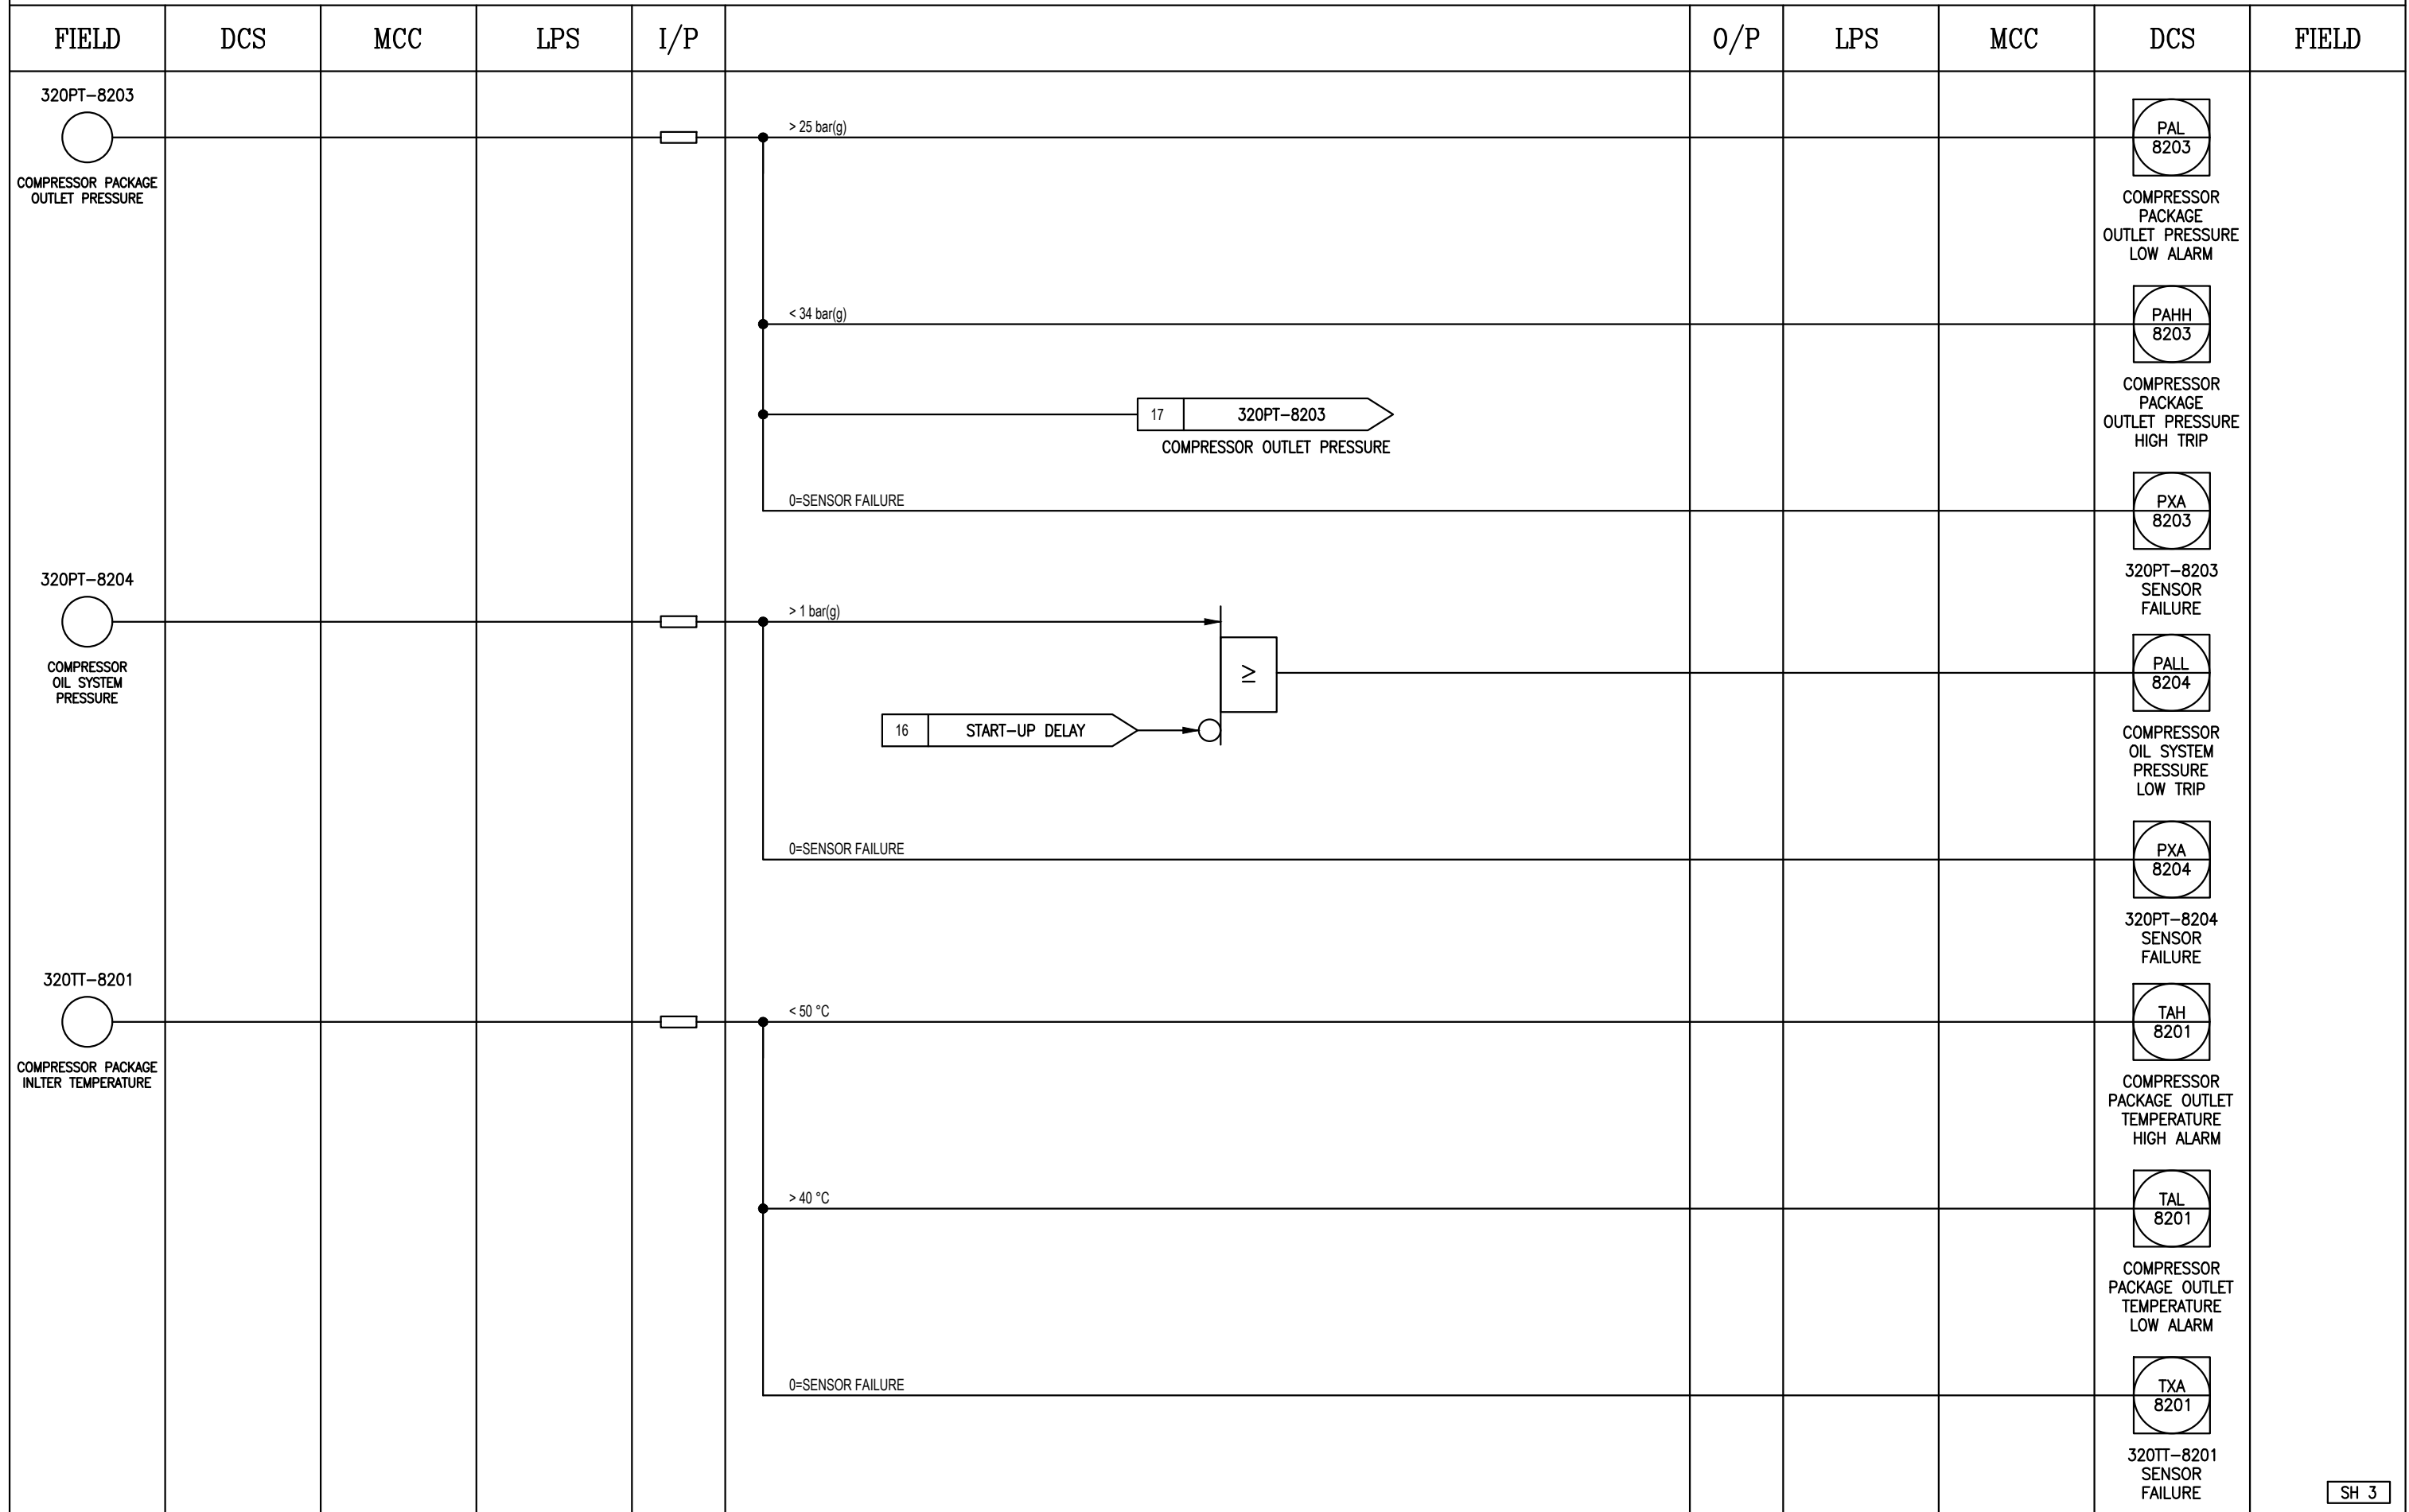 FIELD DCS MCC LPS I/P O/P LPS MCC DCS FIELD
320PT-8203
COMPRESSOR PACKAGE
OUTLET PRESSURE
> 25 bar(g)
PAL
8203
COMPRESSOR
PACKAGE
OUTLET PRESSURE
LOW ALARM
< 34 bar(g)
PAHH
8203
COMPRESSOR
PACKAGE
OUTLET PRESSURE
HIGH TRIP
17 320PT-8203
COMPRESSOR OUTLET PRESSURE
0=SENSOR FAILURE
PXA
8203
320PT-8203
SENSOR
FAILURE
320PT-8204
COMPRESSOR
OIL SYSTEM
PRESSURE
> 1 bar(g)
≥
16 START-UP DELAY
PALL
8204
COMPRESSOR
OIL SYSTEM
PRESSURE
LOW TRIP
0=SENSOR FAILURE
PXA
8204
320PT-8204
SENSOR
FAILURE
320TT-8201
COMPRESSOR PACKAGE
INLTER TEMPERATURE
< 50 °C
TAH
8201
COMPRESSOR
PACKAGE OUTLET
TEMPERATURE
HIGH ALARM
> 40 °C
TAL
8201
COMPRESSOR
PACKAGE OUTLET
TEMPERATURE
LOW ALARM
0=SENSOR FAILURE
TXA
8201
320TT-8201
SENSOR
FAILURE
SH 3